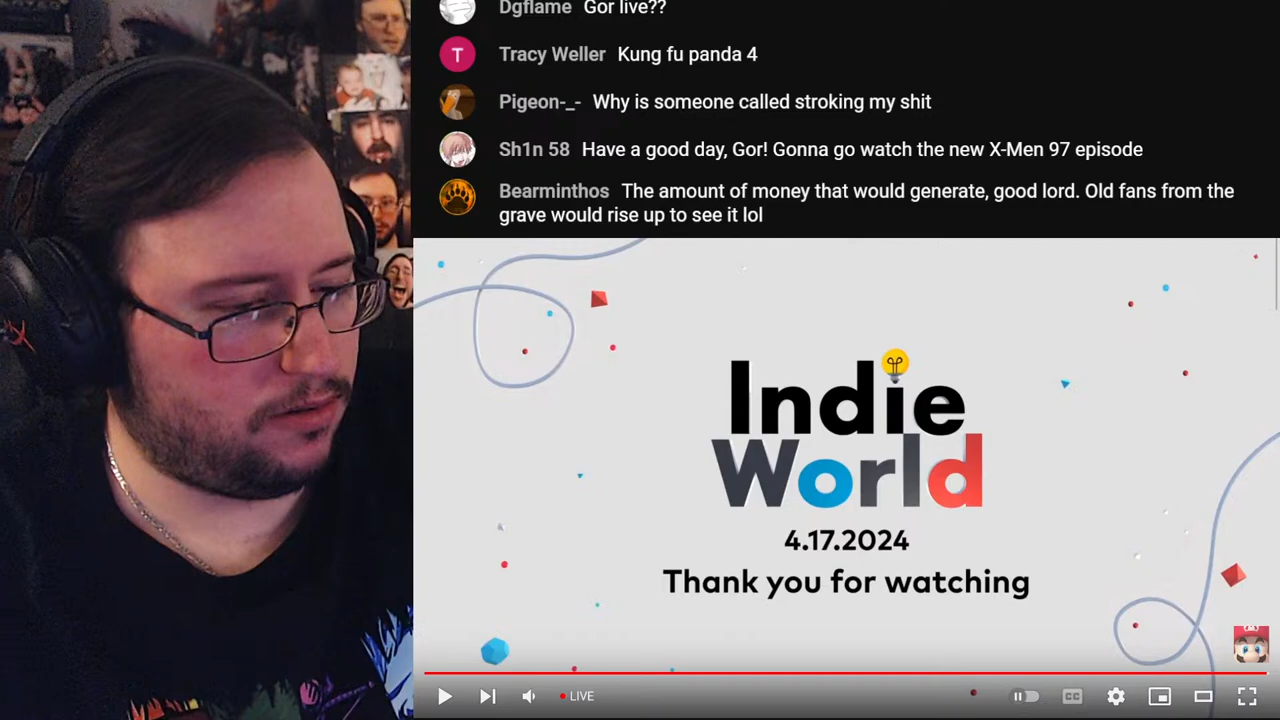 Dgflame Gor live??
T Tracy Weller Kung fu panda 4
Pigeon-_- Why is someone called stroking my shit
Sh1n 58 Have a good day, Gor! Gonna go watch the new X-Men 97 episode
Bearminthos The amount of money that would generate, good lord. Old fans from the
grave would rise up to see it lol
Indie
World
4.17.2024
Thank you for watching
LIVE
CC